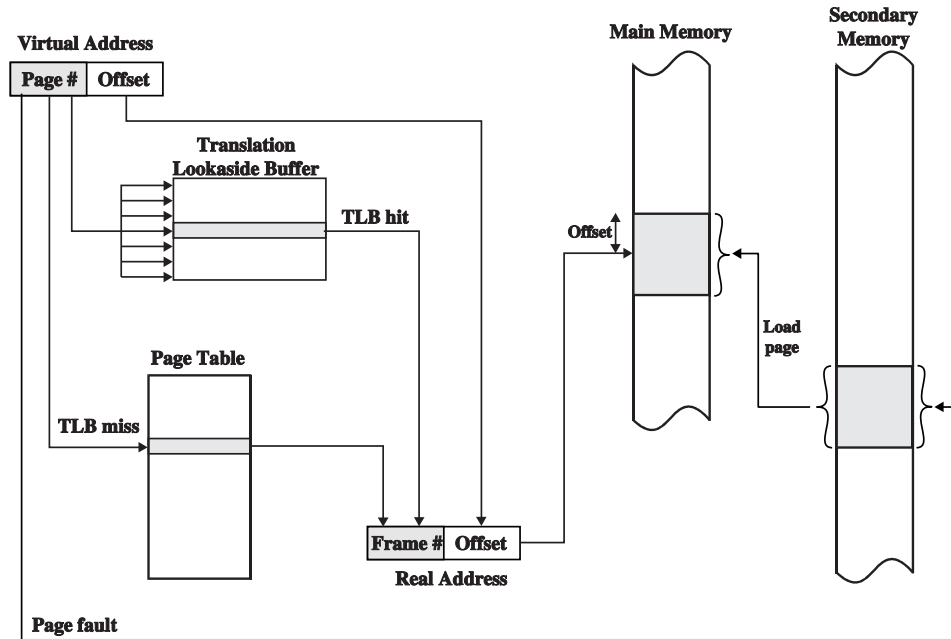 Virtual Address
Page #
Offset
Main Memory
Secondary
Memory
Translation
Lookaside Buffer
TLB hit
Offset
Load
page
Page Table
TLB miss
Frame #
Offset
Real Address
Page fault